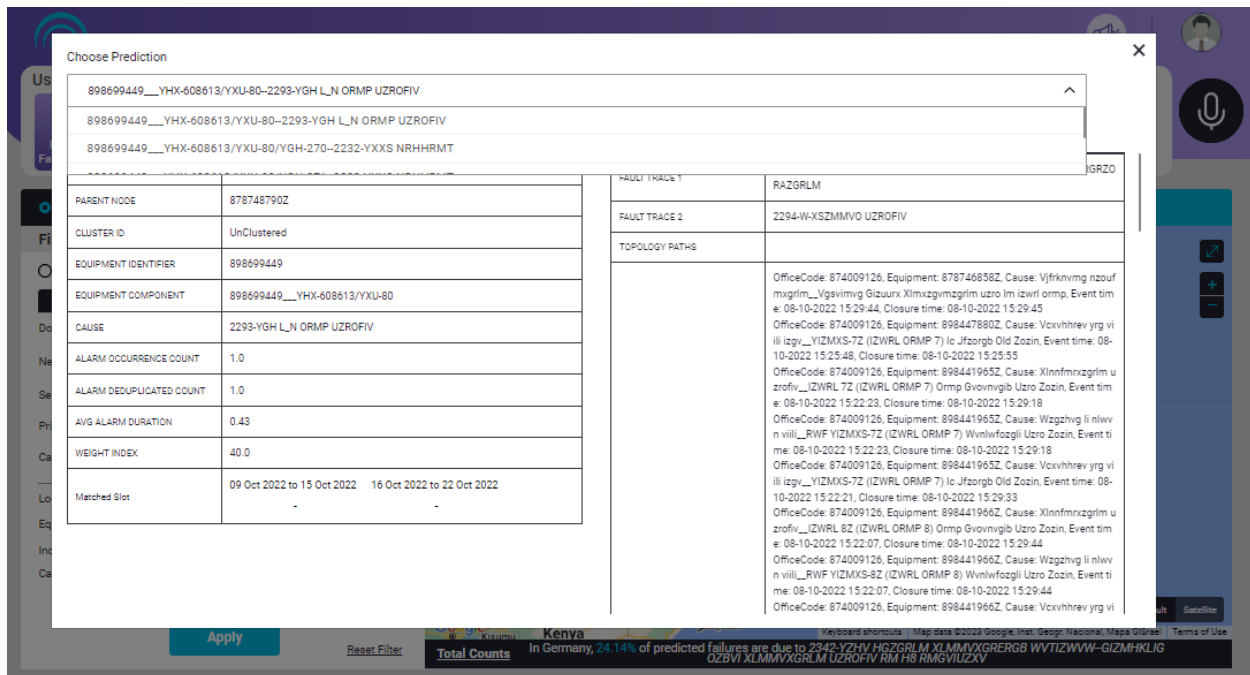 Choose Prediction
Us
898699449___YHX-608613/YXU-80--2293-YGH L_N ORMP UZROFIV
898699449___YHX-608613/YXU-80--2293-YGH L_N ORMP UZROFIV
898699449___YHX-608613/YXU-80/YGH-270--2232-YXXS NRHHRMT
Fa
FAULT TRACE 1
IGRZO
RAZGRLM
PARENT NODE
878748790Z
FAULT TRACE 2
2294-W-XSZMMVO UZROFIV
CLUSTER ID
UnClustered
Fi
TOPOLOGY PATHS
EQUIPMENT IDENTIFIER
898699449
EQUIPMENT COMPONENT
898699449___YHX-608613/YXU-80
CAUSE
2293-YGH L_N ORMP UZROFIV
Do
ALARM OCCURRENCE COUNT
1.0
Ne
ALARM DEDUPLICATED COUNT
1.0
Se
AVG ALARM DURATION
0.43
Pri
WEIGHT INDEX
40.0
Ca
Matched Slot
09 Oct 2022 to 15 Oct 2022 16 Oct 2022 to 22 Oct 2022
- -
Lo
Eq
Inc
Ca
OfficeCode: 874009126, Equipment: 878746858Z, Cause: Vjfrknvmg nzouf
mxgrlm__Vgsvimvg Gizuurx Xlmxzgvmzgrlm uzro lm izwrl ormp, Event tim
e: 08-10-2022 15:29:44, Closure time: 08-10-2022 15:29:45
OfficeCode: 874009126, Equipment: 898447880Z, Cause: Vcxvhhrev yrg vi
ili izgv__YIZMXS-7Z (IZWRL ORMP 7) lc Jfzorgb Old Zozin, Event time: 08-
10-2022 15:25:48, Closure time: 08-10-2022 15:25:55
OfficeCode: 874009126, Equipment: 898441965Z, Cause: Xlnnfmrxzgrlm u
zrofiv__IZWRL 7Z (IZWRL ORMP 7) Ormp Gvovnvgib Uzro Zozin, Event tim
e: 08-10-2022 15:22:23, Closure time: 08-10-2022 15:29:18
OfficeCode: 874009126, Equipment: 898441965Z, Cause: Wzgzhvg li nlwv
n viili__RWF YIZMXS-7Z (IZWRL ORMP 7) Wvnlwfozgli Uzro Zozin, Event ti
me: 08-10-2022 15:22:23, Closure time: 08-10-2022 15:29:18
OfficeCode: 874009126, Equipment: 898441965Z, Cause: Vcxvhhrev yrg vi
ili izgv__YIZMXS-7Z (IZWRL ORMP 7) lc Jfzorgb Old Zozin, Event time: 08-
10-2022 15:22:21, Closure time: 08-10-2022 15:29:33
OfficeCode: 874009126, Equipment: 898441966Z, Cause: Xlnnfmrxzgrlm u
zrofiv__IZWRL 8Z (IZWRL ORMP 8) Ormp Gvovnvgib Uzro Zozin, Event tim
e: 08-10-2022 15:22:07, Closure time: 08-10-2022 15:29:44
OfficeCode: 874009126, Equipment: 898441966Z, Cause: Wzgzhvg li nlwv
n viili__RWF YIZMXS-8Z (IZWRL ORMP 8) Wvnlwfozgli Uzro Zozin, Event ti
me: 08-10-2022 15:22:07, Closure time: 08-10-2022 15:29:44
OfficeCode: 874009126, Equipment: 898441966Z, Cause: Vcxvhhrev yrg vi
ult Satellite
Apply
Reset Filter
Kisumu
Kenya
Keyboard shortcuts Map data ©2023 Google, Inst. Geogr. Nacional, Mapa GISrael Terms of Use
Total Counts
In Germany, 24.14% of predicted failures are due to 2342-YZHV HGZGRLM XLMMVXGRERGB WVTIZWVW--GIZMHKLIG
OZBVI XLMMVXGRLM UZROFIV RM H8 RMGVIUZXV